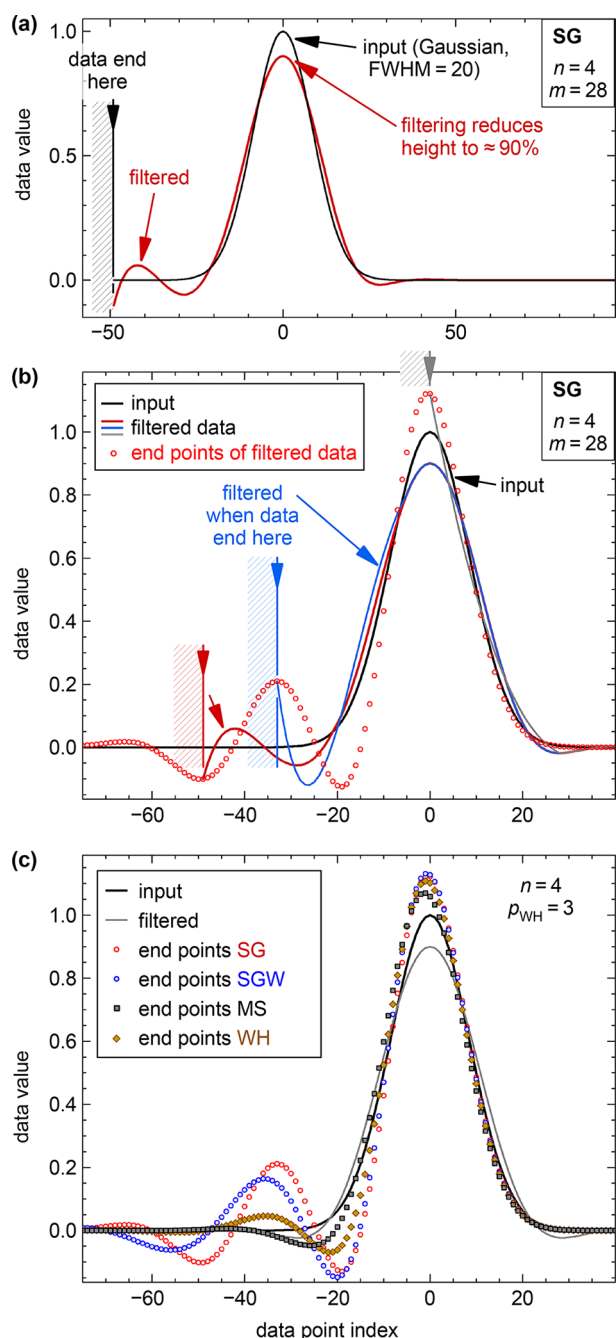 (a)
SG
n = 4
m = 28
data end
here
input (Gaussian,
FWHM = 20)
filtering reduces
height to ≈ 90%
filtered
data value
1.0
0.5
0.0
−50
0
50
(b)
SG
n = 4
m = 28
input
filtered data
end points of filtered data
input
filtered
when data
end here
data value
1.0
0.8
0.6
0.4
0.2
0.0
−60
−40
−20
0
20
(c)
input
filtered
end points SG
end points SGW
end points MS
end points WH
n = 4
pWH = 3
data value
1.0
0.8
0.6
0.4
0.2
0.0
−60
−40
−20
0
20
data point index